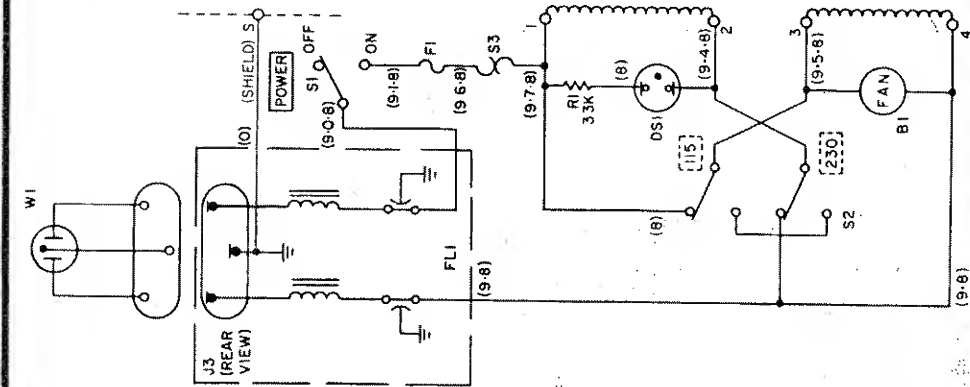 W1
J3
(REAR
VIEW)
FL1
(9·8)
(SHIELD) S
(0)
POWER
(9·0·8)
S1
OFF
ON
(9·1·8)
F1
(9·6·8)
S3
(9·7·8)
1
R1
3.3K
(8)
DS1
(9·4·8)
2
3
(9·5·8)
FAN
B1
4
115
230
(8)
S2
(9·8)